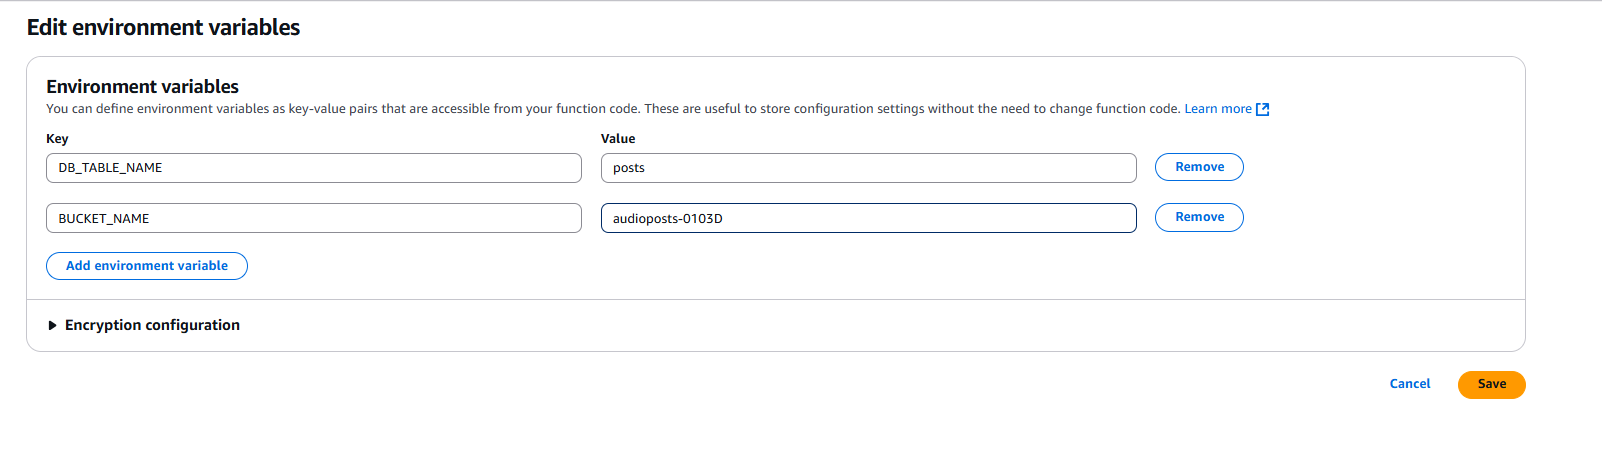 Edit environment variables
Environment variables
You can define environment variables as key-value pairs that are accessible from your function code. These are useful to store configuration settings without the need to change function code. Learn more
Key Value
DB_TABLE_NAME posts Remove
BUCKET_NAME audioposts-0103D Remove
Add environment variable
Encryption configuration
Cancel Save